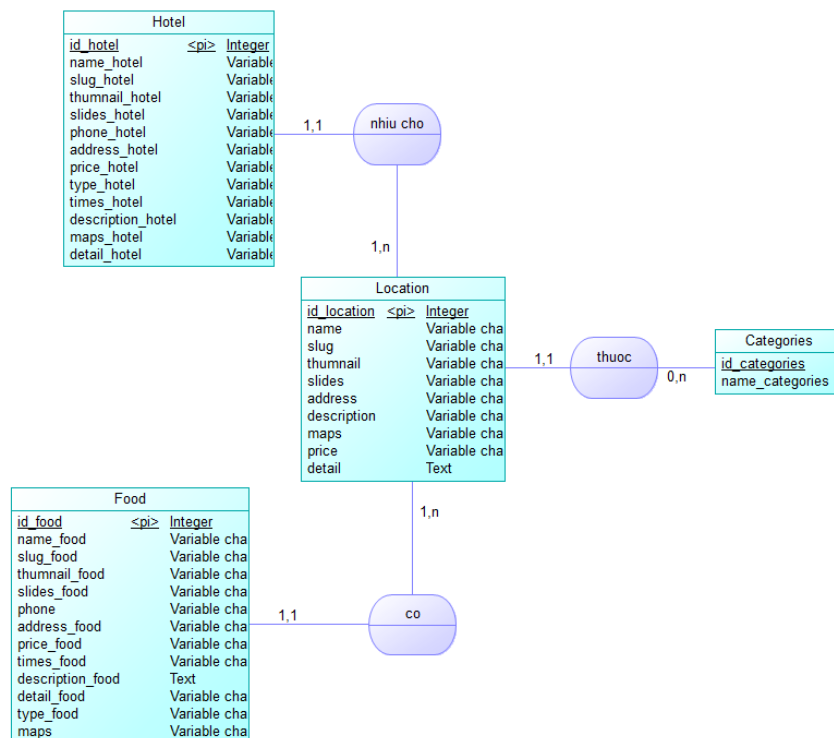 Hotel
id_hotel <pi> Integer
name_hotel Variable
slug_hotel Variable
thumnail_hotel Variable
slides_hotel Variable
phone_hotel Variable
address_hotel Variable
price_hotel Variable
type_hotel Variable
times_hotel Variable
description_hotel Variable
maps_hotel Variable
detail_hotel Variable
1,1
nhiu cho
1,n
Location
id_location <pi> Integer
name Variable cha
slug Variable cha
thumnail Variable cha
slides Variable cha
address Variable cha
description Variable cha
maps Variable cha
price Variable cha
detail Text
1,1
thuoc
0,n
Categories
id_categories
name_categories
1,n
Food
id_food <pi> Integer
name_food Variable cha
slug_food Variable cha
thumnail_food Variable cha
slides_food Variable cha
phone Variable cha
address_food Variable cha
price_food Variable cha
times_food Variable cha
description_food Text
detail_food Variable cha
type_food Variable cha
maps Variable cha
1,1
co